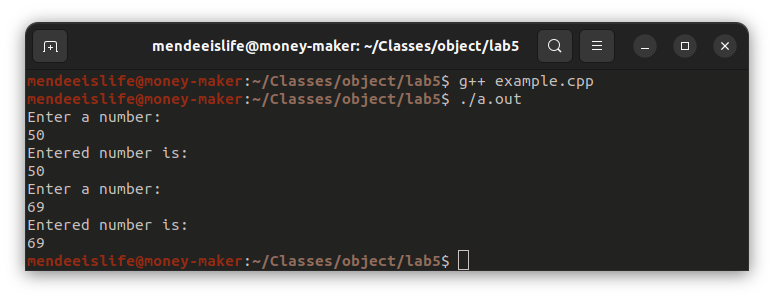 mendeeislife@money-maker: ~/Classes/object/lab5
mendeeislife@money-maker:~/Classes/object/lab5$ g++ example.cpp
mendeeislife@money-maker:~/Classes/object/lab5$ ./a.out
Enter a number:
50
Entered number is:
50
Enter a number:
69
Entered number is:
69
mendeeislife@money-maker:~/Classes/object/lab5$